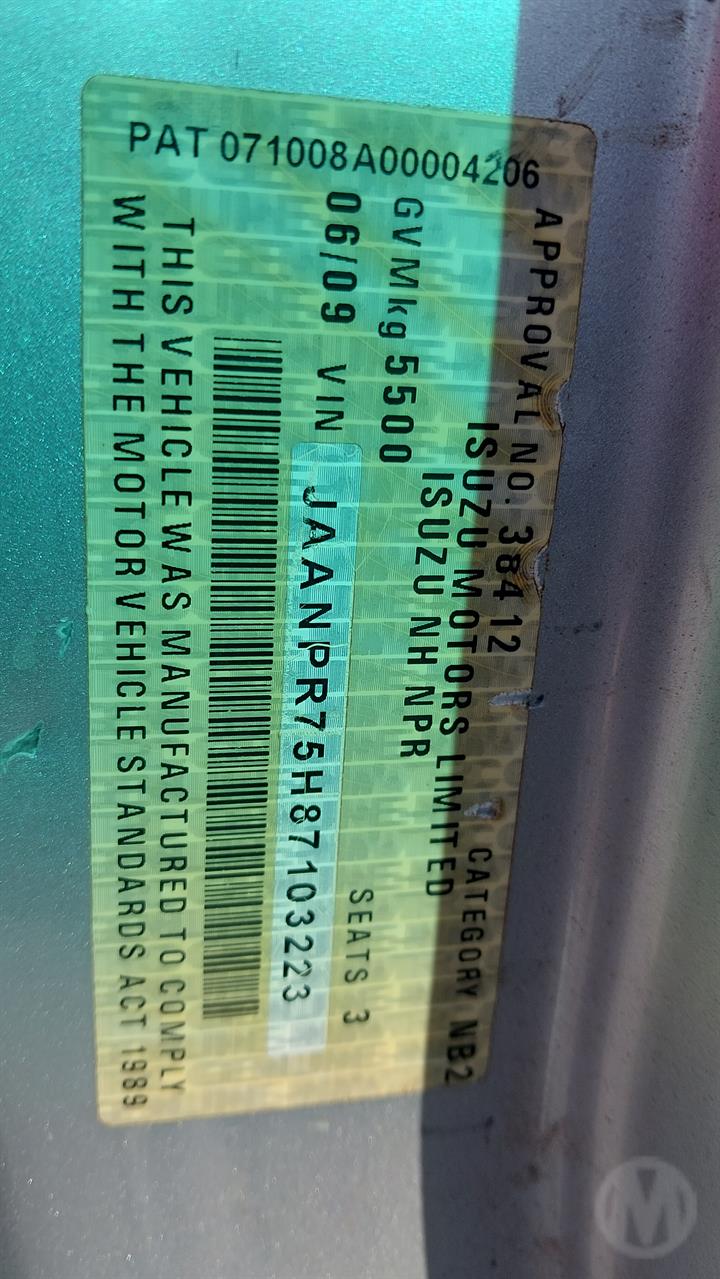 APPROVAL NO. 38412 CATEGORY NB2
ISUZU MOTORS LIMITED
ISUZU NH NPR
GVMkg 5500 SEATS 3
06/09 VIN JAANPR75H87103223
THIS VEHICLE WAS MANUFACTURED TO COMPLY
WITH THE MOTOR VEHICLE STANDARDS ACT 1989
PAT 071008A00004206
M